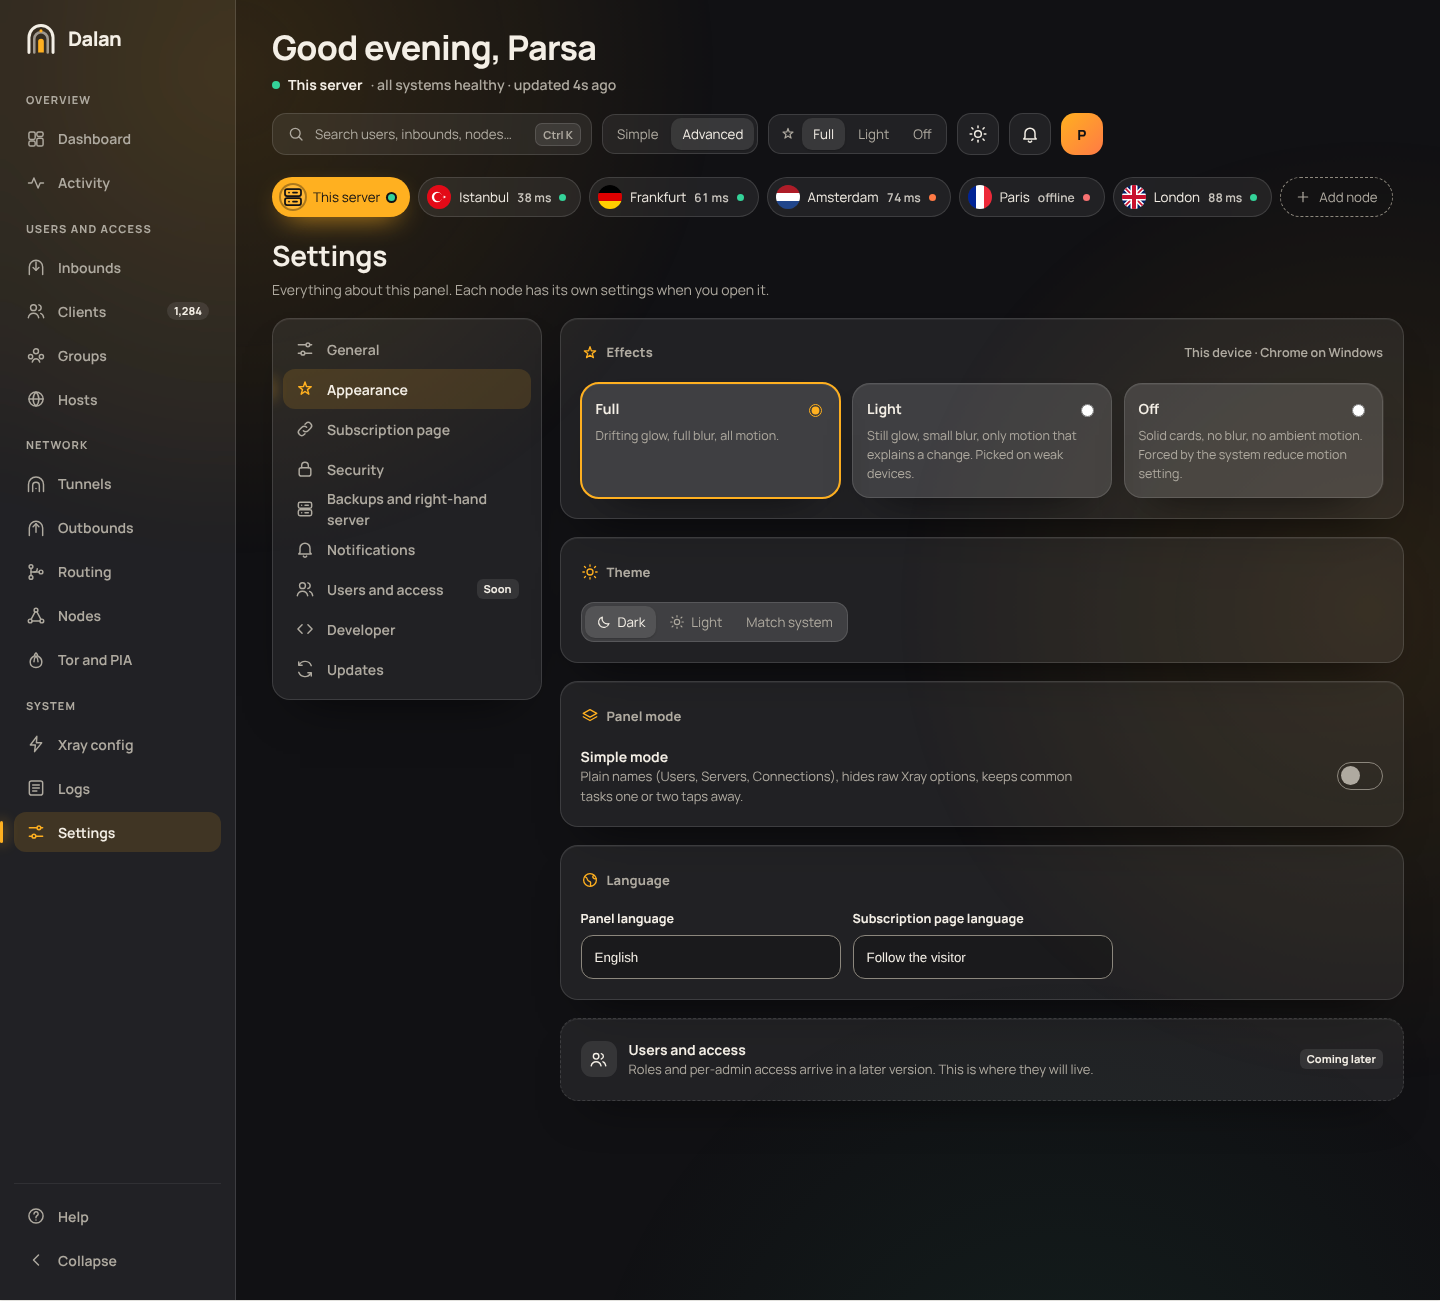 Dalan
OVERVIEW
Dashboard
Activity
USERS AND ACCESS
Inbounds
Clients 1,284
Groups
Hosts
NETWORK
Tunnels
Outbounds
Routing
Nodes
Tor and PIA
SYSTEM
Xray config
Logs
Settings
Help
Collapse
Good evening, Parsa
This server · all systems healthy · updated 4s ago
Search users, inbounds, nodes... Ctrl K Simple Advanced Full Light Off P
This server Istanbul 38 ms Frankfurt 61 ms Amsterdam 74 ms Paris offline London 88 ms Add node
Settings
Everything about this panel. Each node has its own settings when you open it.
General
Appearance
Subscription page
Security
Backups and right-hand
server
Notifications
Users and access Soon
Developer
Updates
Effects This device · Chrome on Windows
Full
Drifting glow, full blur, all motion.
Light
Still glow, small blur, only motion that
explains a change. Picked on weak
devices.
Off
Solid cards, no blur, no ambient motion.
Forced by the system reduce motion
setting.
Theme
Dark Light Match system
Panel mode
Simple mode
Plain names (Users, Servers, Connections), hides raw Xray options, keeps common
tasks one or two taps away.
Language
Panel language Subscription page language
English Follow the visitor
Users and access
Roles and per-admin access arrive in a later version. This is where they will live.
Coming later